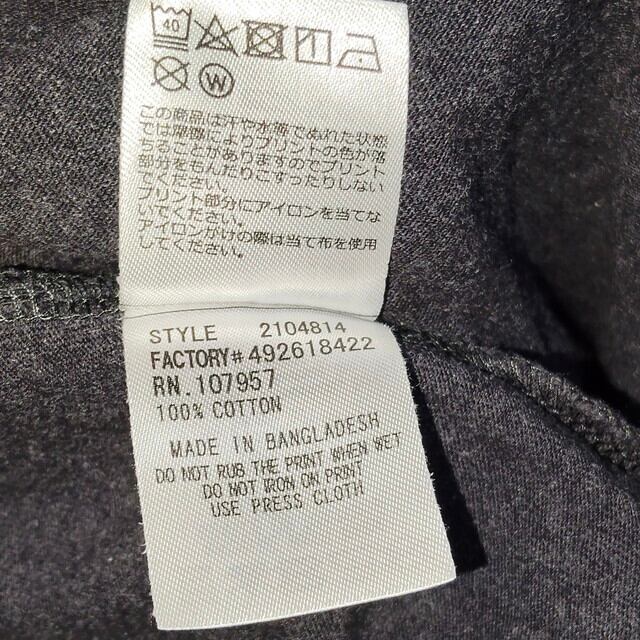 40
W
この商品は汗や水等でぬれた状態
では摩擦によりプリントの色が落
ちることがありますのでプリント
部分をもんだりこすったりしない
でください。
プリント部分にアイロンを当てな
いでください。
アイロンがけの際は当て布を使用
してください。
STYLE 2104814
FACTORY# 492618422
RN. 107957
100% COTTON
MADE IN BANGLADESH
DO NOT RUB THE PRINT WHEN WET
DO NOT IRON ON PRINT
USE PRESS CLOTH